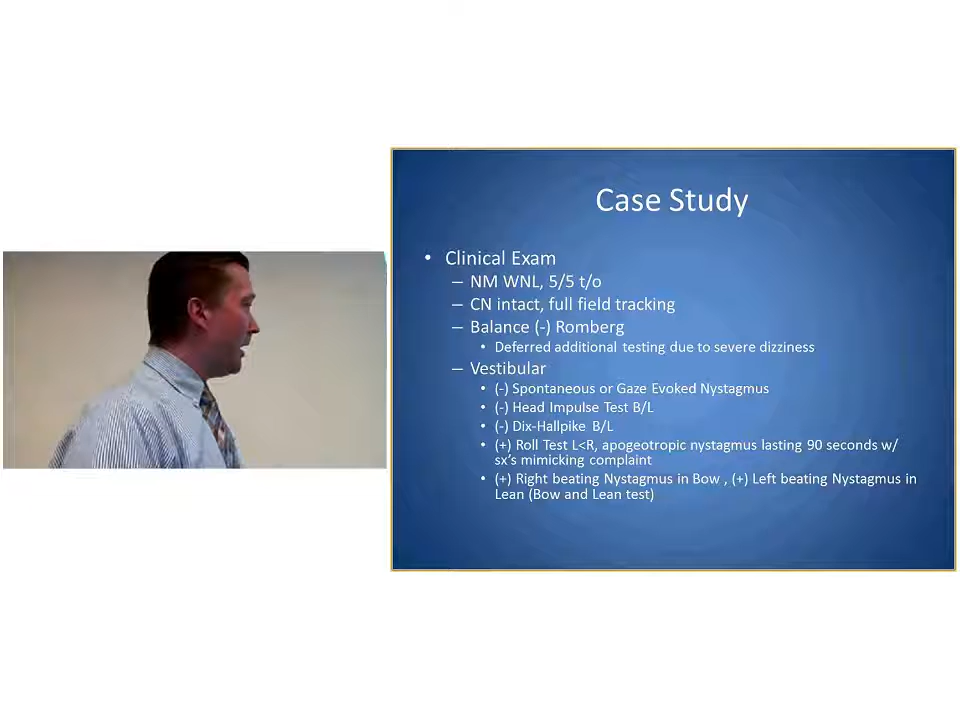 Case Study
• Clinical Exam
– NM WNL, 5/5 t/o
– CN intact, full field tracking
– Balance (-) Romberg
• Deferred additional testing due to severe dizziness
– Vestibular
• (-) Spontaneous or Gaze Evoked Nystagmus
• (-) Head Impulse Test B/L
• (-) Dix-Hallpike B/L
• (+) Roll Test L<R, apogeotropic nystagmus lasting 90 seconds w/
sx's mimicking complaint
• (+) Right beating Nystagmus in Bow , (+) Left beating Nystagmus in
Lean (Bow and Lean test)